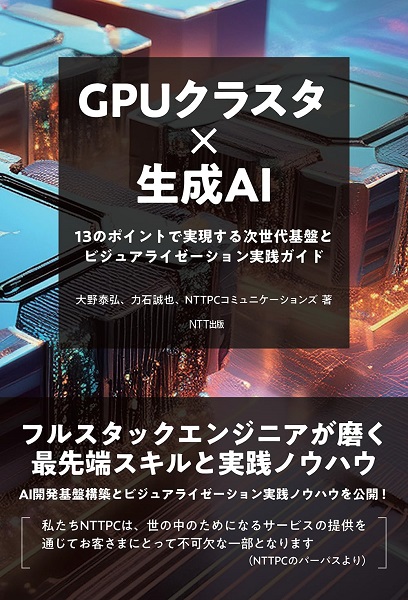 GPUクラスタ
×
生成AI
13のポイントで実現する次世代基盤と
ビジュアライゼーション実践ガイド
大野泰弘、力石誠也、NTTPCコミュニケーションズ 著
NTT出版
フルスタックエンジニアが磨く
最先端スキルと実践ノウハウ
AI開発基盤構築とビジュアライゼーション実践ノウハウを公開！
私たちNTTPCは、世の中のためになるサービスの提供を
通じてお客さまにとって不可欠な一部となります
（NTTPCのパーパスより）